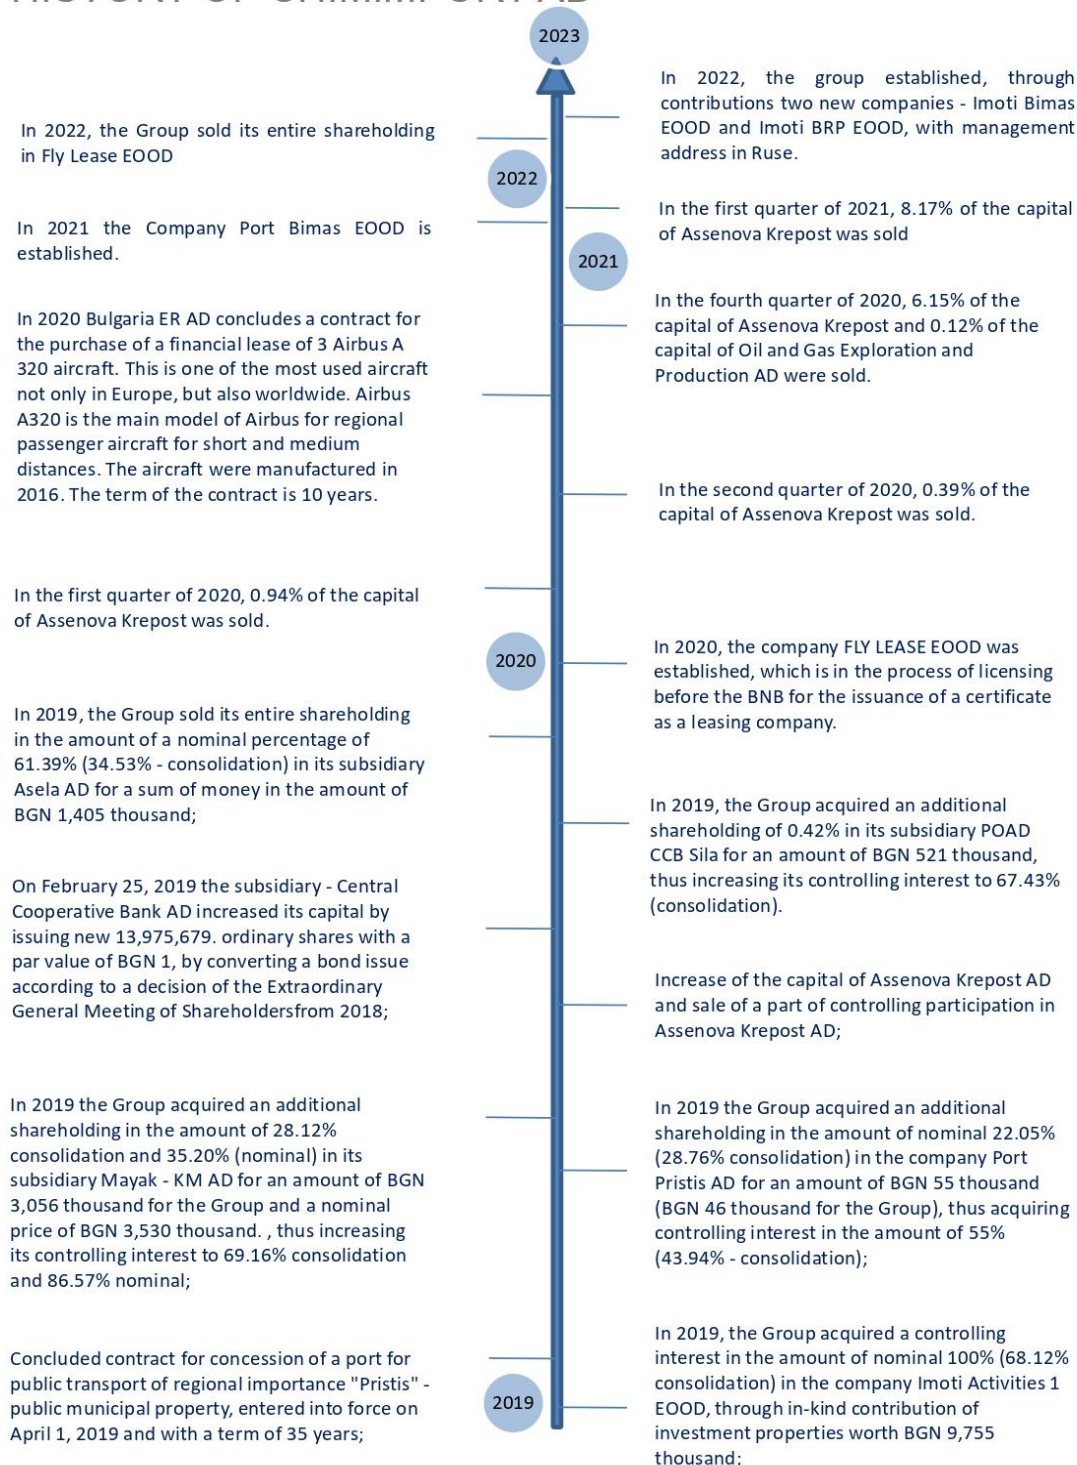 HISTORY OF CHIMIMPORT AD
2023
In 2022, the group established, through
contributions two new companies - Imoti Bimas
EOOD and Imoti BRP EOOD, with management
address in Ruse.
In 2022, the Group sold its entire shareholding
in Fly Lease EOOD
2022
In the first quarter of 2021, 8.17% of the capital
of Assenova Krepost was sold
In 2021 the Company Port Bimas EOOD is
established.
2021
In the fourth quarter of 2020, 6.15% of the
capital of Assenova Krepost and 0.12% of the
capital of Oil and Gas Exploration and
Production AD were sold.
In 2020 Bulgaria ER AD concludes a contract for
the purchase of a financial lease of 3 Airbus A
320 aircraft. This is one of the most used aircraft
not only in Europe, but also worldwide. Airbus
A320 is the main model of Airbus for regional
passenger aircraft for short and medium
distances. The aircraft were manufactured in
2016. The term of the contract is 10 years.
In the second quarter of 2020, 0.39% of the
capital of Assenova Krepost was sold.
In the first quarter of 2020, 0.94% of the capital
of Assenova Krepost was sold.
2020
In 2020, the company FLY LEASE EOOD was
established, which is in the process of licensing
before the BNB for the issuance of a certificate
as a leasing company.
In 2019, the Group sold its entire shareholding
in the amount of a nominal percentage of
61.39% (34.53% - consolidation) in its subsidiary
Asela AD for a sum of money in the amount of
BGN 1,405 thousand;
In 2019, the Group acquired an additional
shareholding of 0.42% in its subsidiary POAD
CCB Sila for an amount of BGN 521 thousand,
thus increasing its controlling interest to 67.43%
(consolidation).
On February 25, 2019 the subsidiary - Central
Cooperative Bank AD increased its capital by
issuing new 13,975,679. ordinary shares with a
par value of BGN 1, by converting a bond issue
according to a decision of the Extraordinary
General Meeting of Shareholdersfrom 2018;
Increase of the capital of Assenova Krepost AD
and sale of a part of controlling participation in
Assenova Krepost AD;
In 2019 the Group acquired an additional
shareholding in the amount of 28.12%
consolidation and 35.20% (nominal) in its
subsidiary Mayak - KM AD for an amount of BGN
3,056 thousand for the Group and a nominal
price of BGN 3,530 thousand. , thus increasing
its controlling interest to 69.16% consolidation
and 86.57% nominal;
In 2019 the Group acquired an additional
shareholding in the amount of nominal 22.05%
(28.76% consolidation) in the company Port
Pristis AD for an amount of BGN 55 thousand
(BGN 46 thousand for the Group), thus acquiring
controlling interest in the amount of 55%
(43.94% - consolidation);
Concluded contract for concession of a port for
public transport of regional importance "Pristis" -
public municipal property, entered into force on
April 1, 2019 and with a term of 35 years;
2019
In 2019, the Group acquired a controlling
interest in the amount of nominal 100% (68.12%
consolidation) in the company Imoti Activities 1
EOOD, through in-kind contribution of
investment properties worth BGN 9,755
thousand;